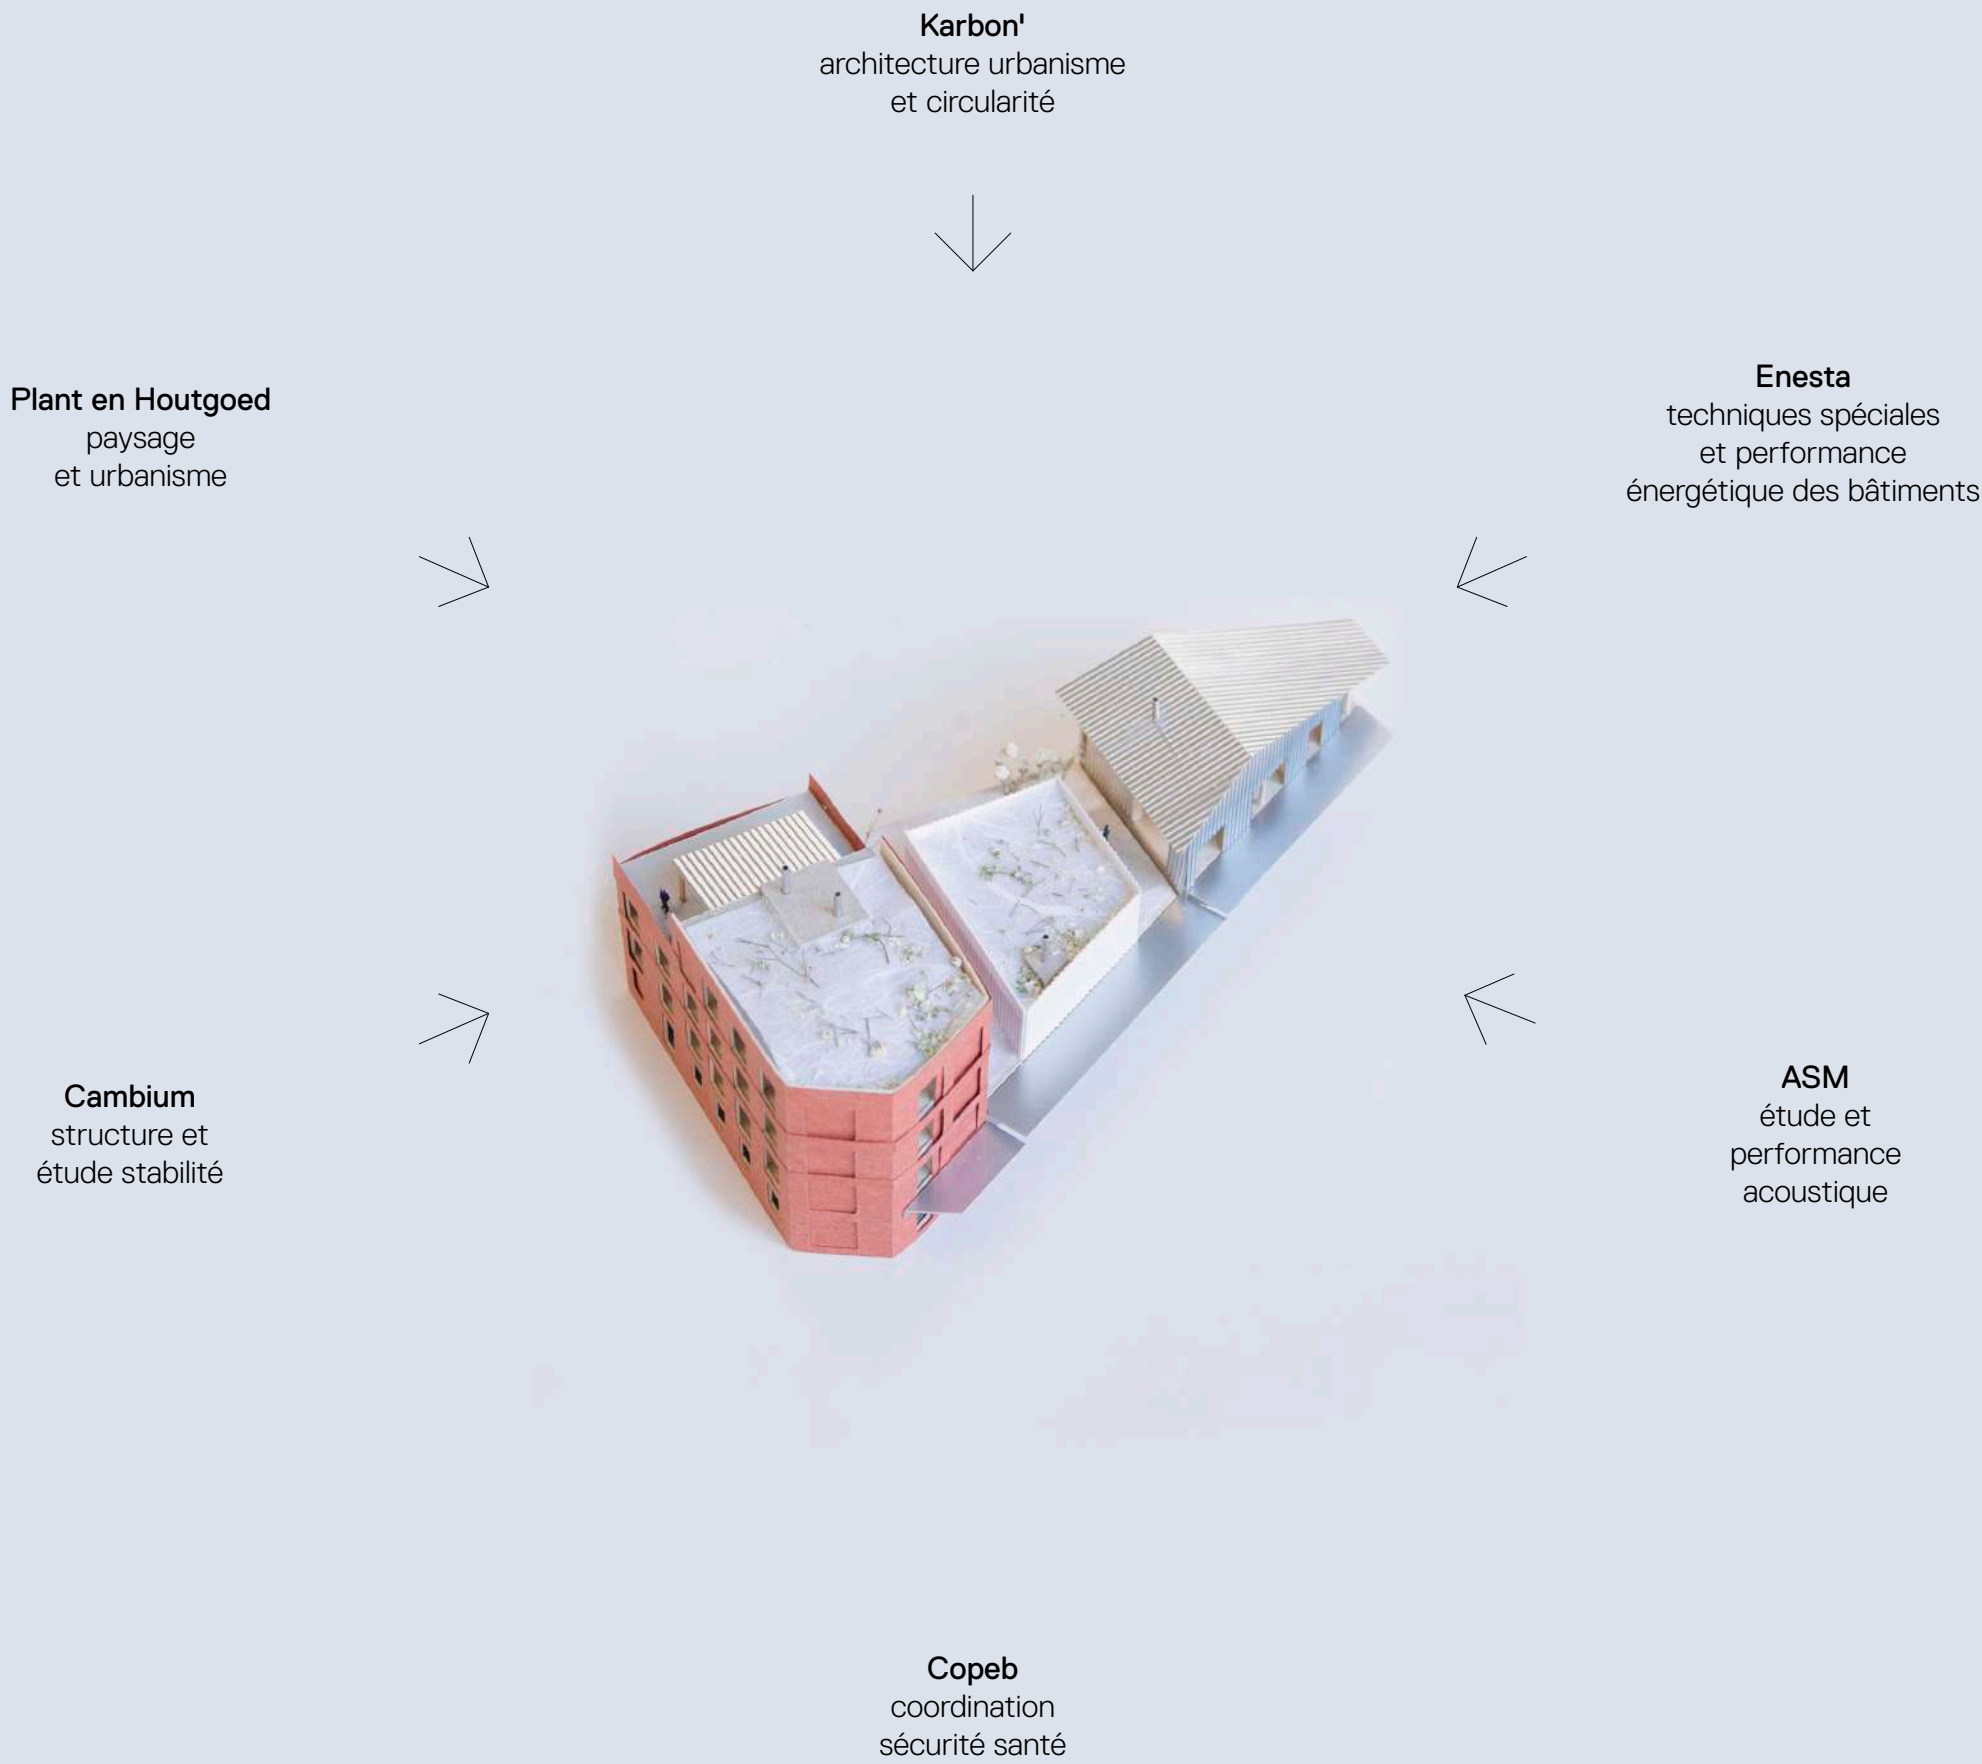 Karbon'
architecture urbanisme
et circularité
Plant en Houtgoed
paysage
et urbanisme
Enesta
techniques spéciales
et performance
énergétique des bâtiments
Cambium
structure et
étude stabilité
ASM
étude et
performance
acoustique
Copeb
coordination
sécurité santé